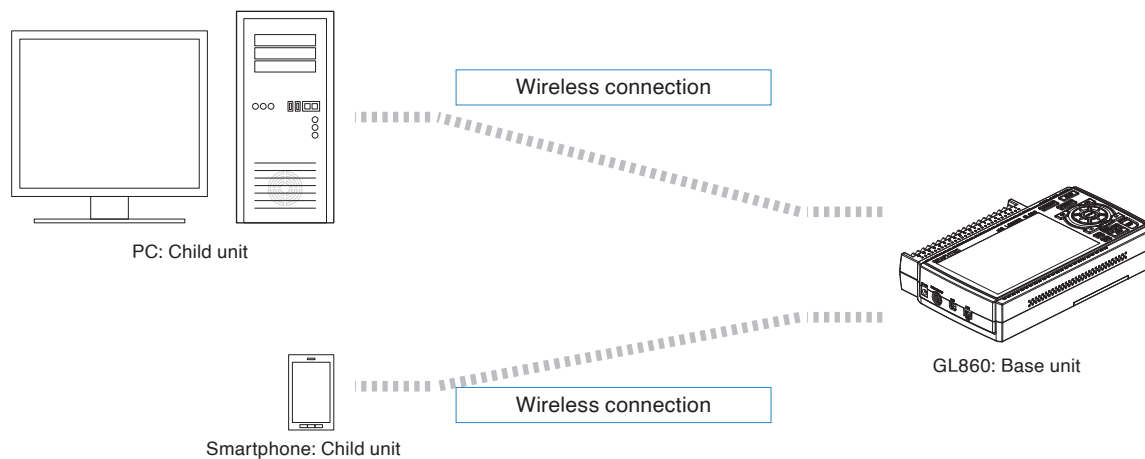 Wireless connection
PC: Child unit
GL860: Base unit
Wireless connection
Smartphone: Child unit